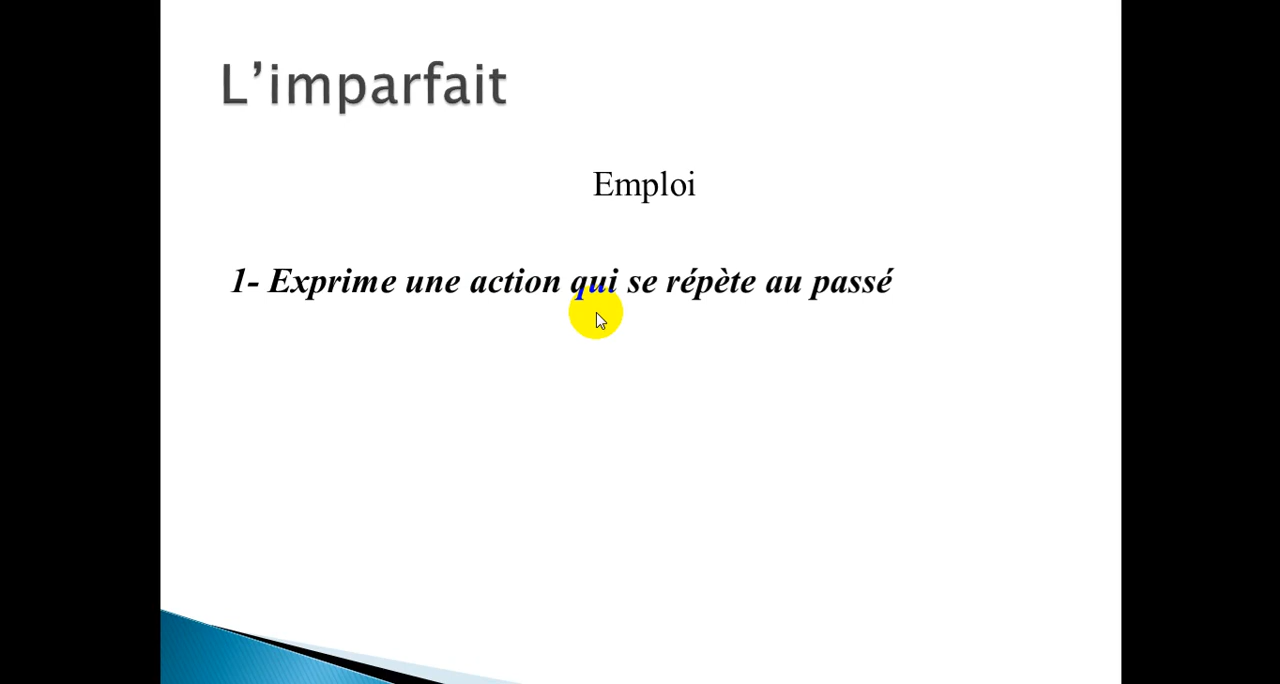 L’imparfait
Emploi
1- Exprime une action qui se répète au passé